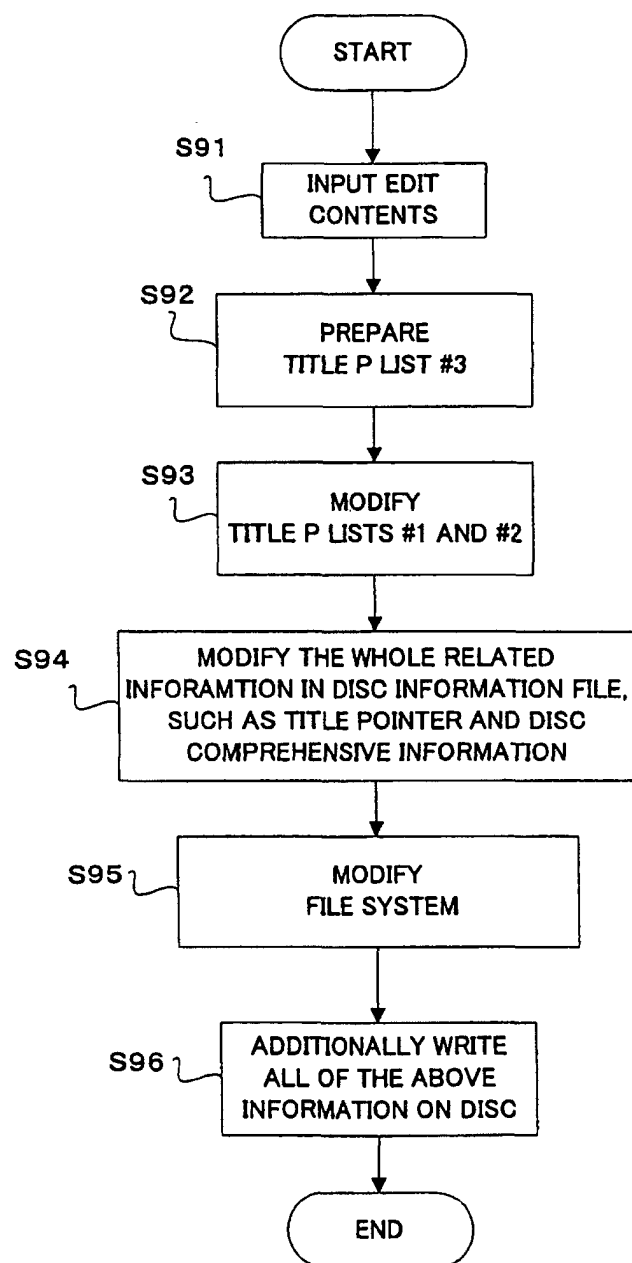 START
S91
INPUT EDIT
CONTENTS
S92
PREPARE
TITLE P LIST #3
S93
MODIFY
TITLE P LISTS #1 AND #2
S94
MODIFY THE WHOLE RELATED
INFORAMTION IN DISC INFORMATION FILE,
SUCH AS TITLE POINTER AND DISC
COMPREHENSIVE INFORMATION
S95
MODIFY
FILE SYSTEM
S96
ADDITIONALLY WRITE
ALL OF THE ABOVE
INFORMATION ON DISC
END